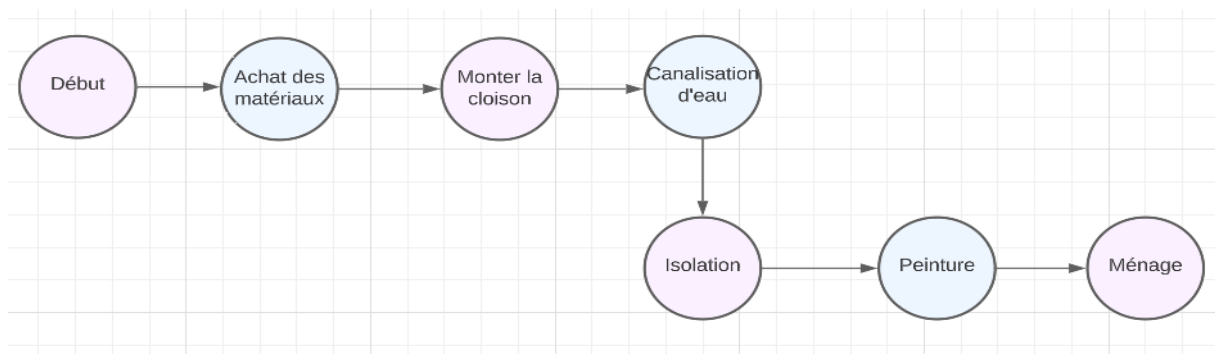 Début
Achat des
matériaux
Monter la
cloison
Canalisation
d'eau
Isolation
Peinture
Ménage